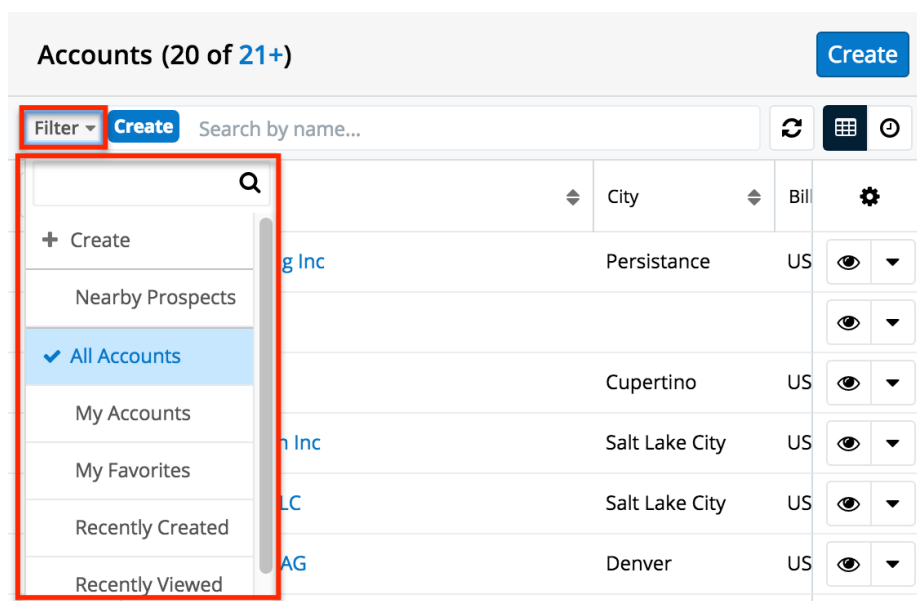 Accounts (20 of 21+)
Create
Filter
Create
Search by name...
City
Bill
Create
Nearby Prospects
All Accounts
My Accounts
My Favorites
Recently Created
Recently Viewed
g Inc
Persistance
US
Cupertino
US
n Inc
Salt Lake City
US
LC
Salt Lake City
US
AG
Denver
US